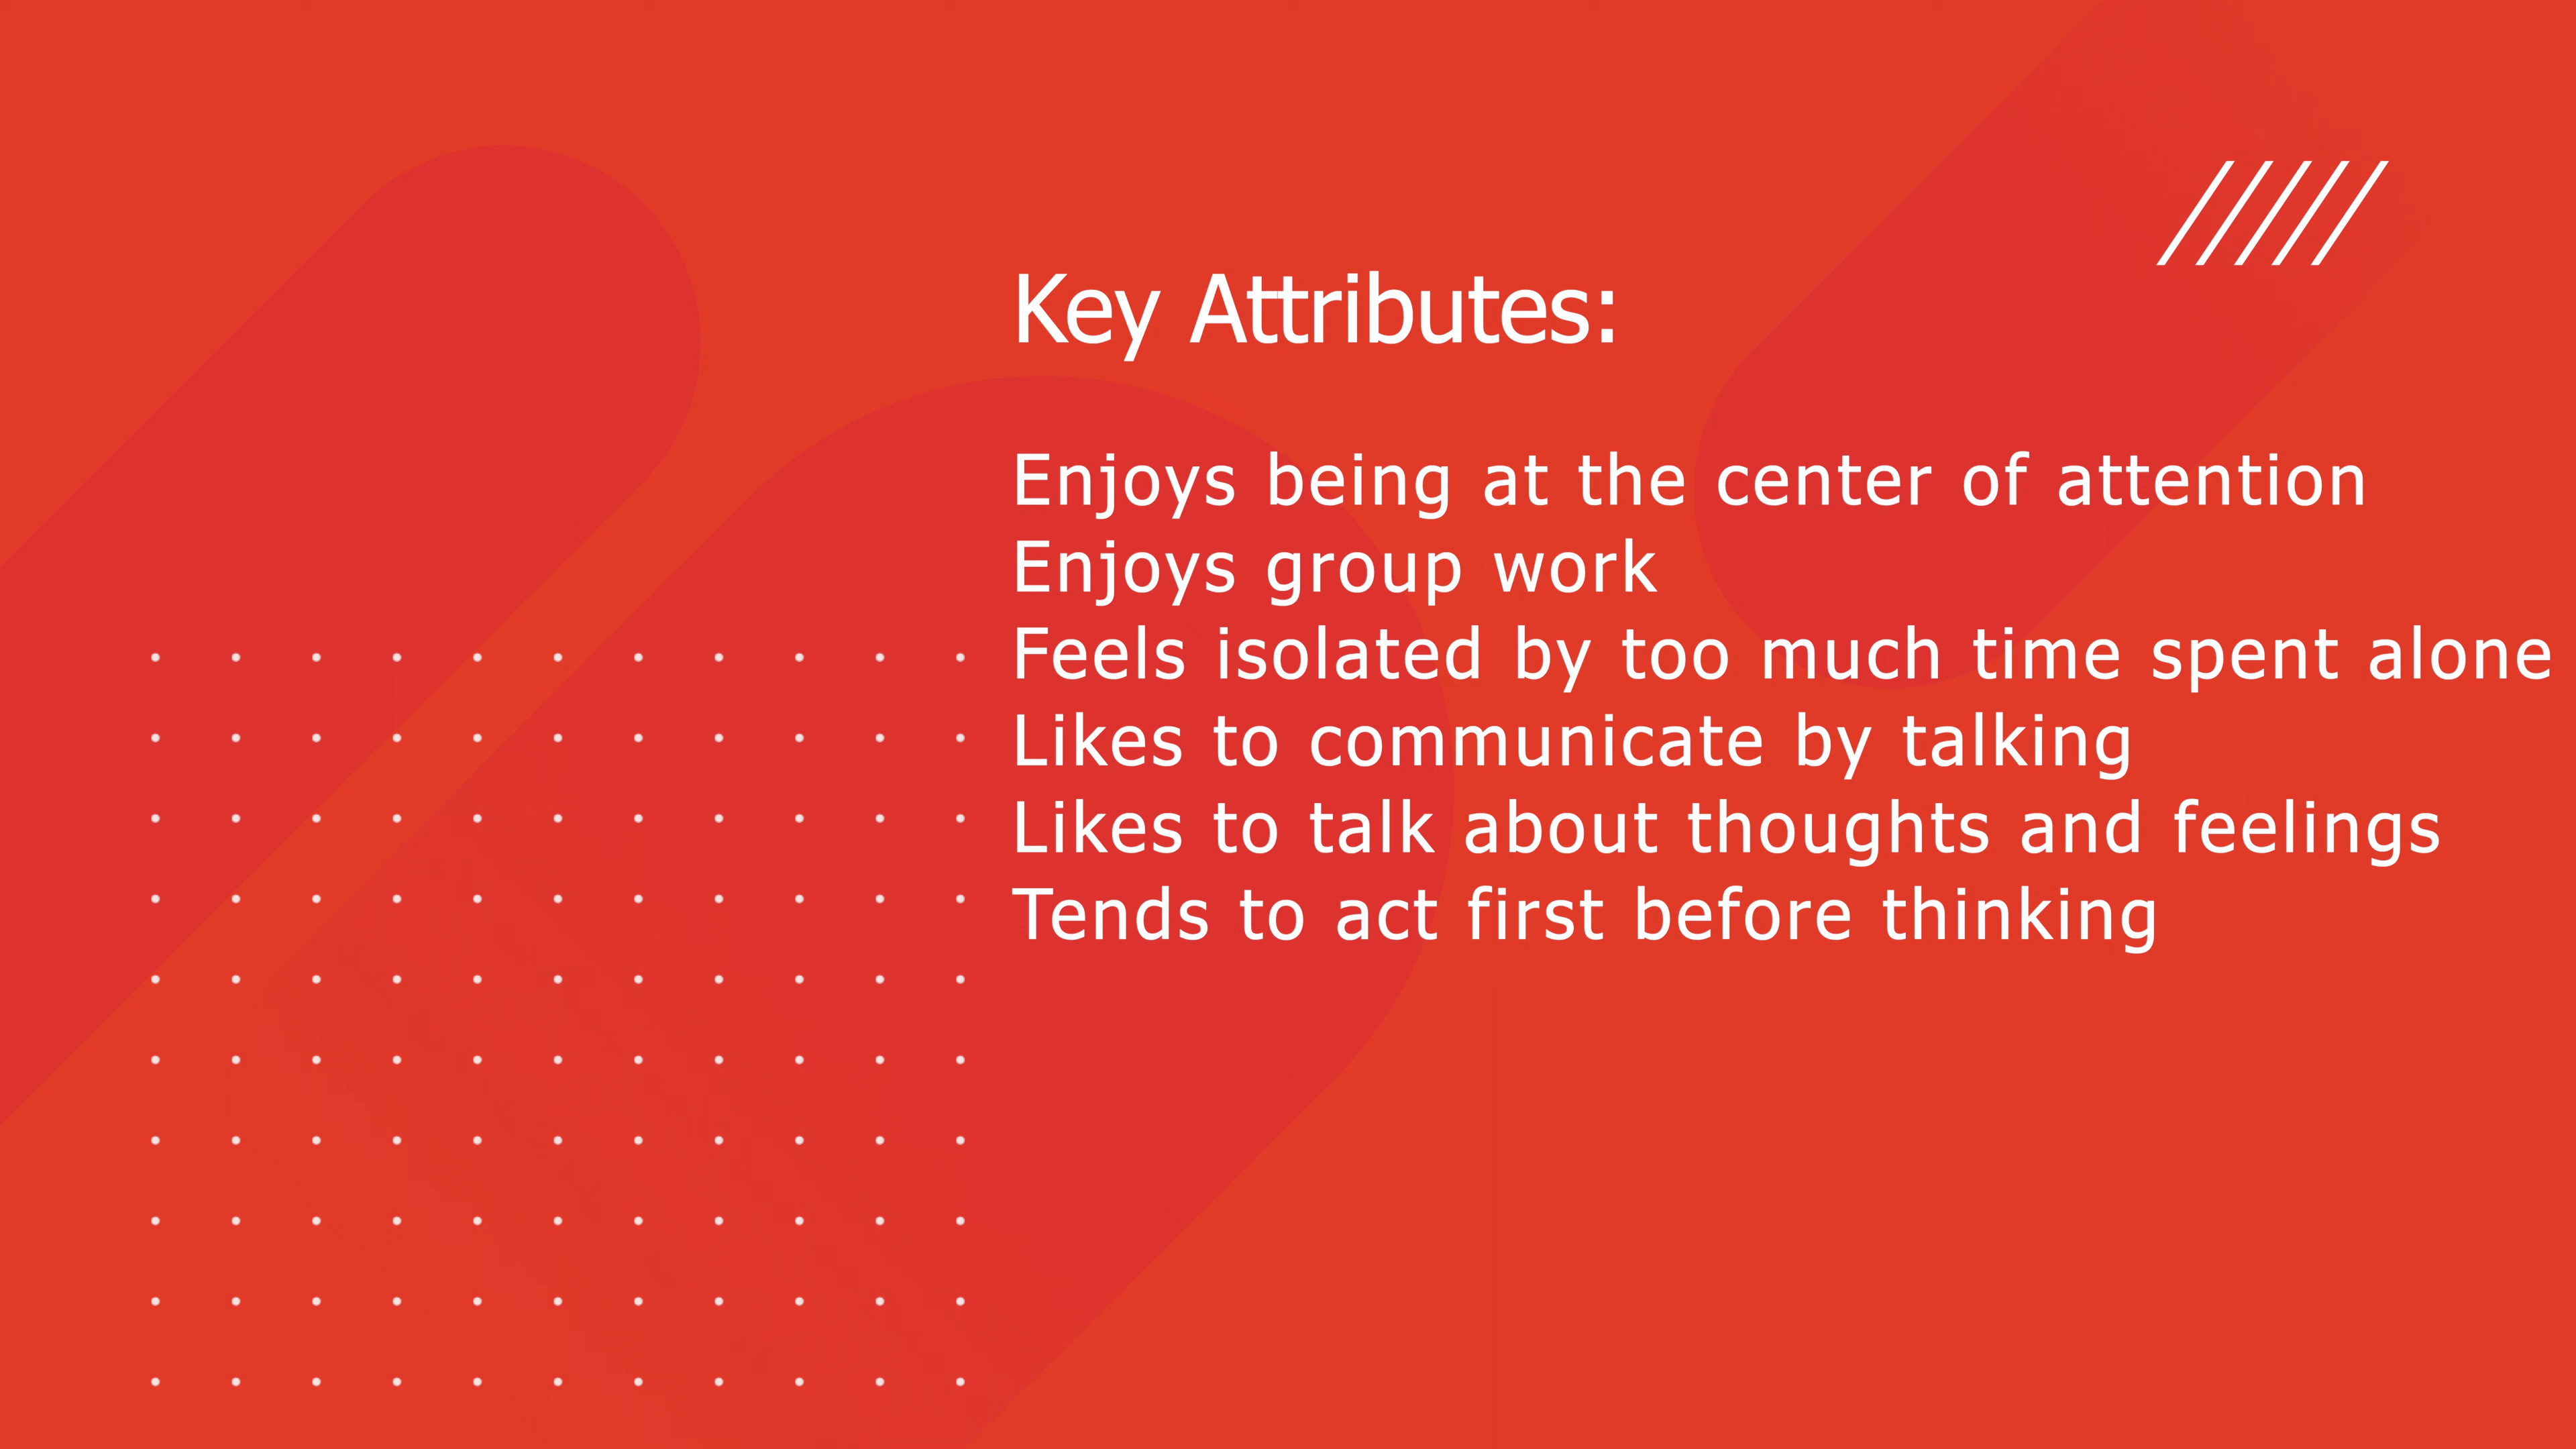 Key Attributes:
Enjoys being at the center of attention
Enjoys group work
Feels isolated by too much time spent alone
Likes to communicate by talking
Likes to talk about thoughts and feelings
Tends to act first before thinking